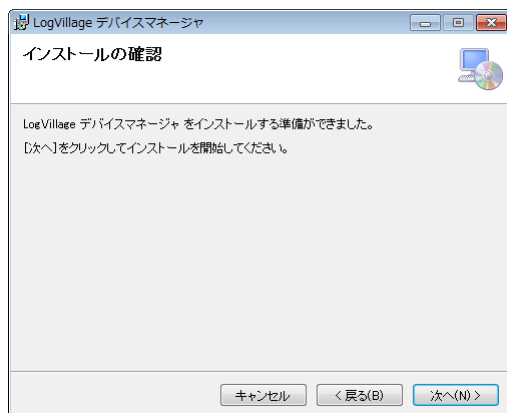 LogVillage デバイスマネージャ
インストールの確認
LogVillage デバイスマネージャ をインストールする準備ができました。
[次へ]をクリックしてインストールを開始してください。
キャンセル
< 戻る(B)
次へ(N) >